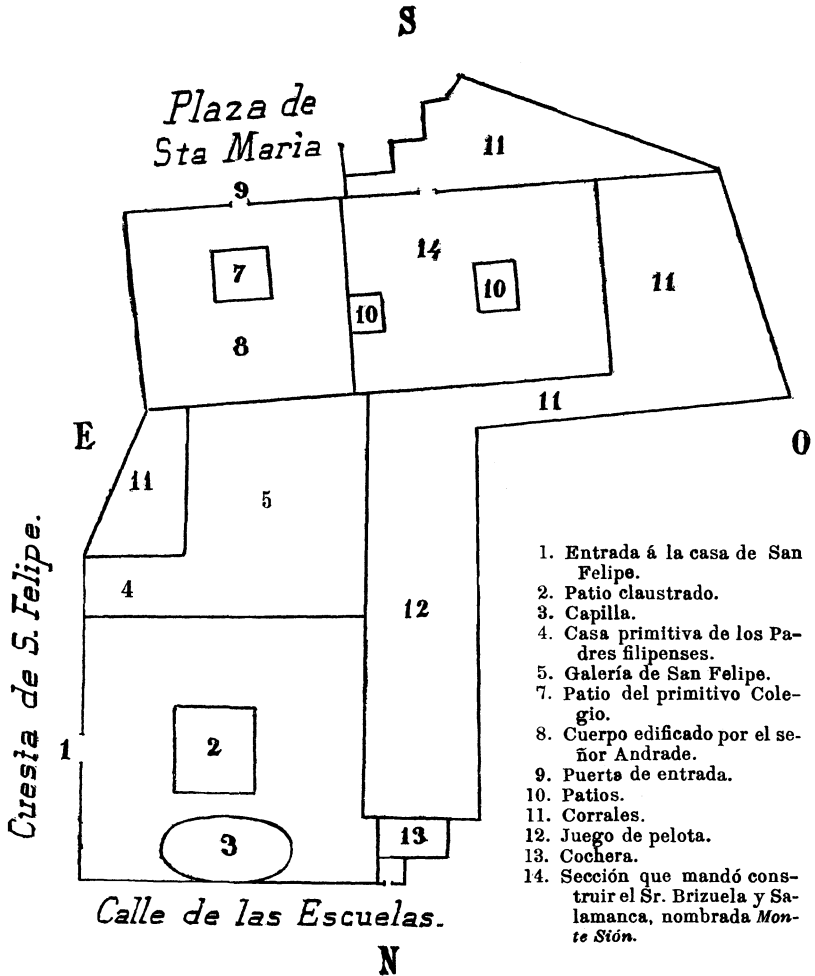 S
Plaza de
Sta Maria
11
9
14
7
10
10
11
8
11
E
O
11
5
4
12
Cuesta de S. Felipe.
1
2
3
13
Calle de las Escuelas.
N
1. Entrada á la casa de San
Felipe.
2. Patio claustrado.
3. Capilla.
4. Casa primitiva de los Pa-
dres filipenses.
5. Galería de San Felipe.
7. Patio del primitivo Cole-
gio.
8. Cuerpo edificado por el se-
ñor Andrade.
9. Puerta de entrada.
10. Patios.
11. Corrales.
12. Juego de pelota.
13. Cochera.
14. Sección que mandó cons-
truir el Sr. Brizuela y Sa-
lamanca, nombrada Mon-
te Sión.